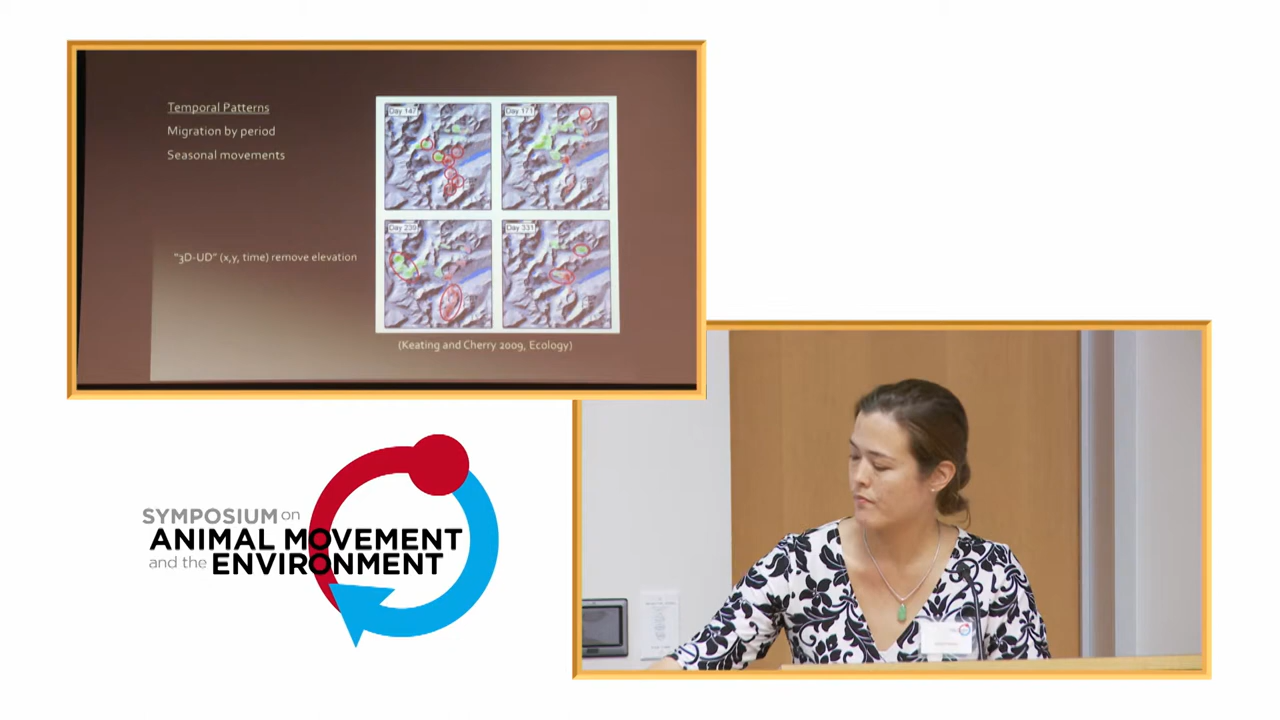 Temporal Patterns
Migration by period
Seasonal movements
"3D-UD" (x,y, time) remove elevation
Day 147
Day 171
Day 239
Day 331
(Keating and Cherry 2009, Ecology)
SYMPOSIUM on
ANIMAL MOVEMENT
and the ENVIRONMENT